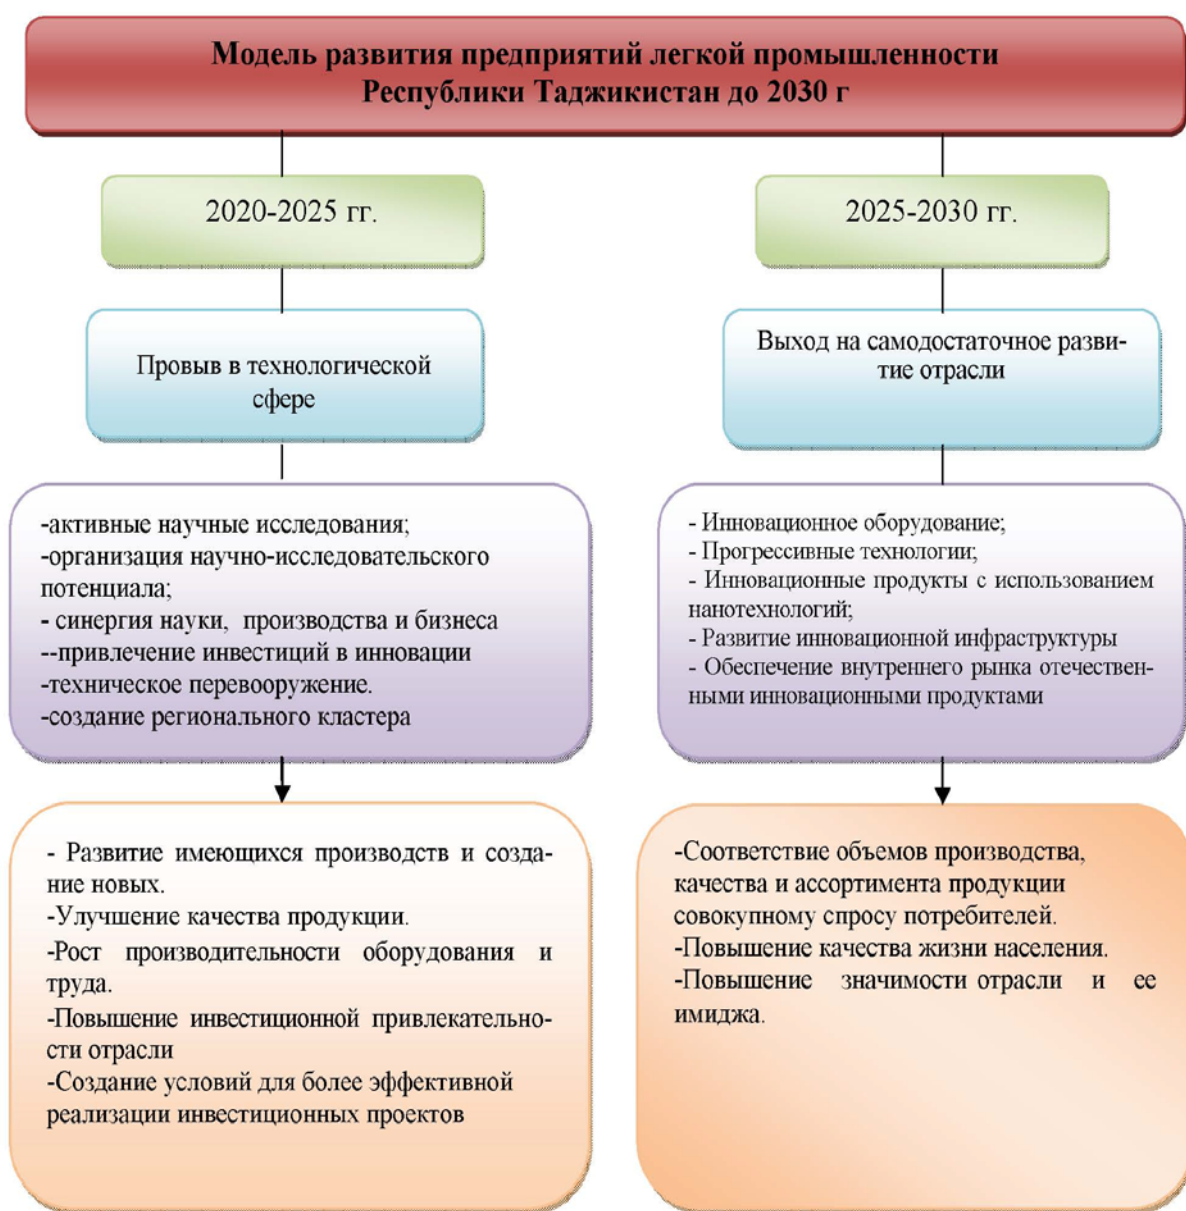 Модель развития предприятий легкой промышленности
Республики Таджикистан до 2030 г
2020-2025 гг.
2025-2030 гг.
Провыв в технологической
сфере
Выход на самодостаточное разви-
тие отрасли
-активные научные исследования;
-организация научно-исследовательского
потенциала;
- синергия науки, производства и бизнеса
--привлечение инвестиций в инновации
-техническое перевооружение.
-создание регионального кластера
- Инновационное оборудование;
- Прогрессивные технологии;
- Инновационные продукты с использованием
нанотехнологий;
- Развитие инновационной инфраструктуры
- Обеспечение внутреннего рынка отечествен-
ными инновационными продуктами
- Развитие имеющихся производств и созда-
ние новых.
-Улучшение качества продукции.
-Рост производительности оборудования и
труда.
-Повышение инвестиционной привлекательно-
сти отрасли
-Создание условий для более эффективной
реализации инвестиционных проектов
-Соответствие объемов производства,
качества и ассортимента продукции
совокупному спросу потребителей.
-Повышение качества жизни населения.
-Повышение значимости отрасли и ее
имиджа.